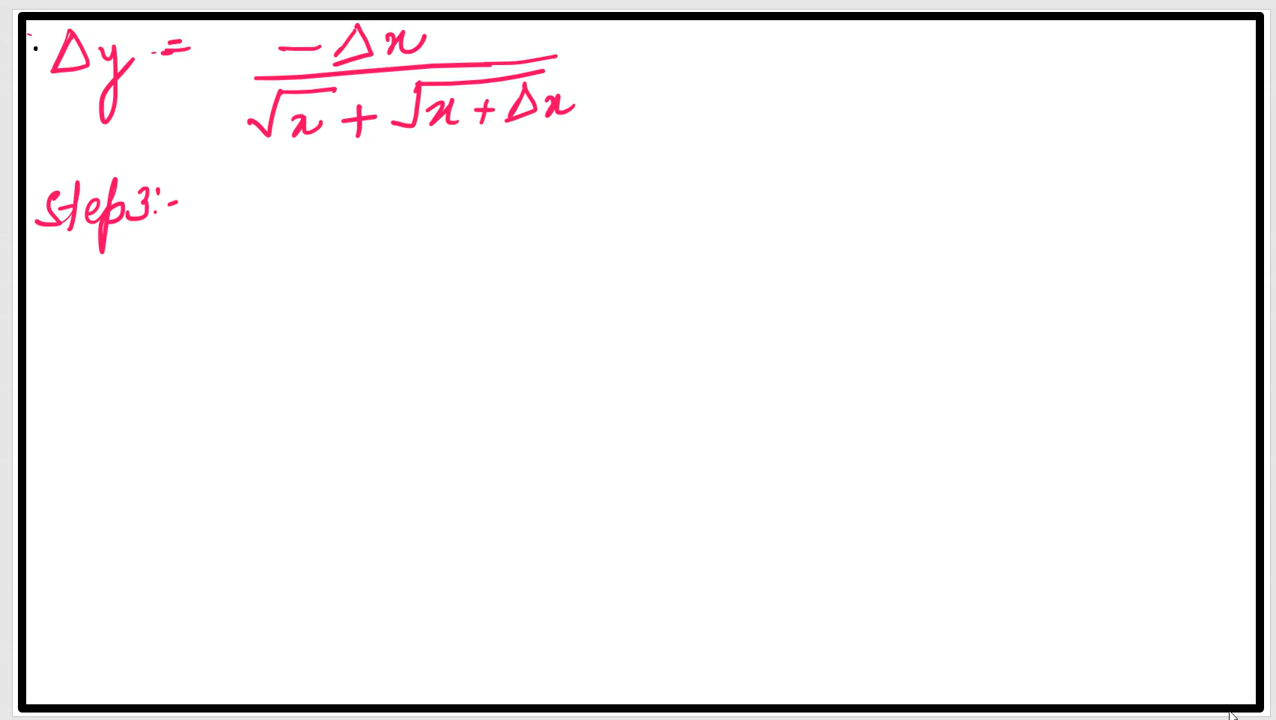 Δy = -Δx / (√x + √x + Δx)
Step3:-